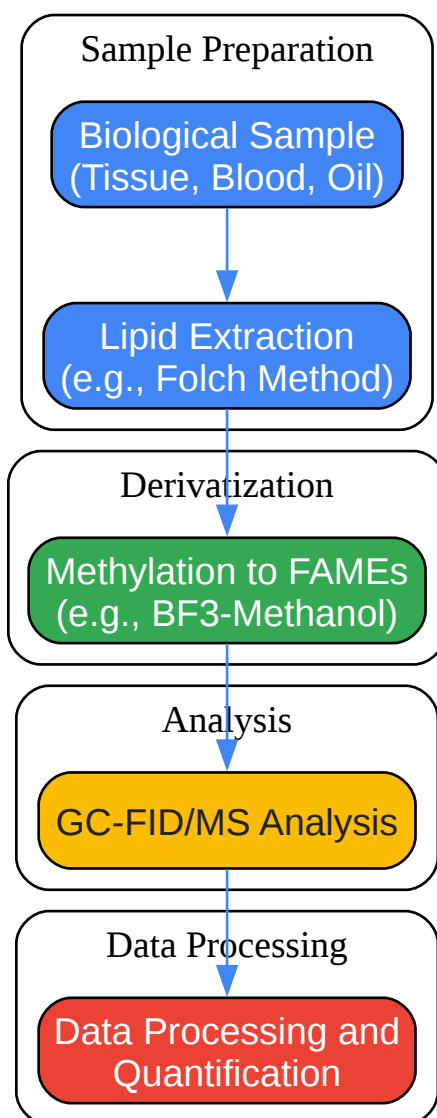 Sample Preparation
Biological Sample
(Tissue, Blood, Oil)
Lipid Extraction
(e.g., Folch Method)
Derivatization
Methylation to FAMEs
(e.g., BF3-Methanol)
Analysis
GC-FID/MS Analysis
Data Processing
Data Processing and
Quantification